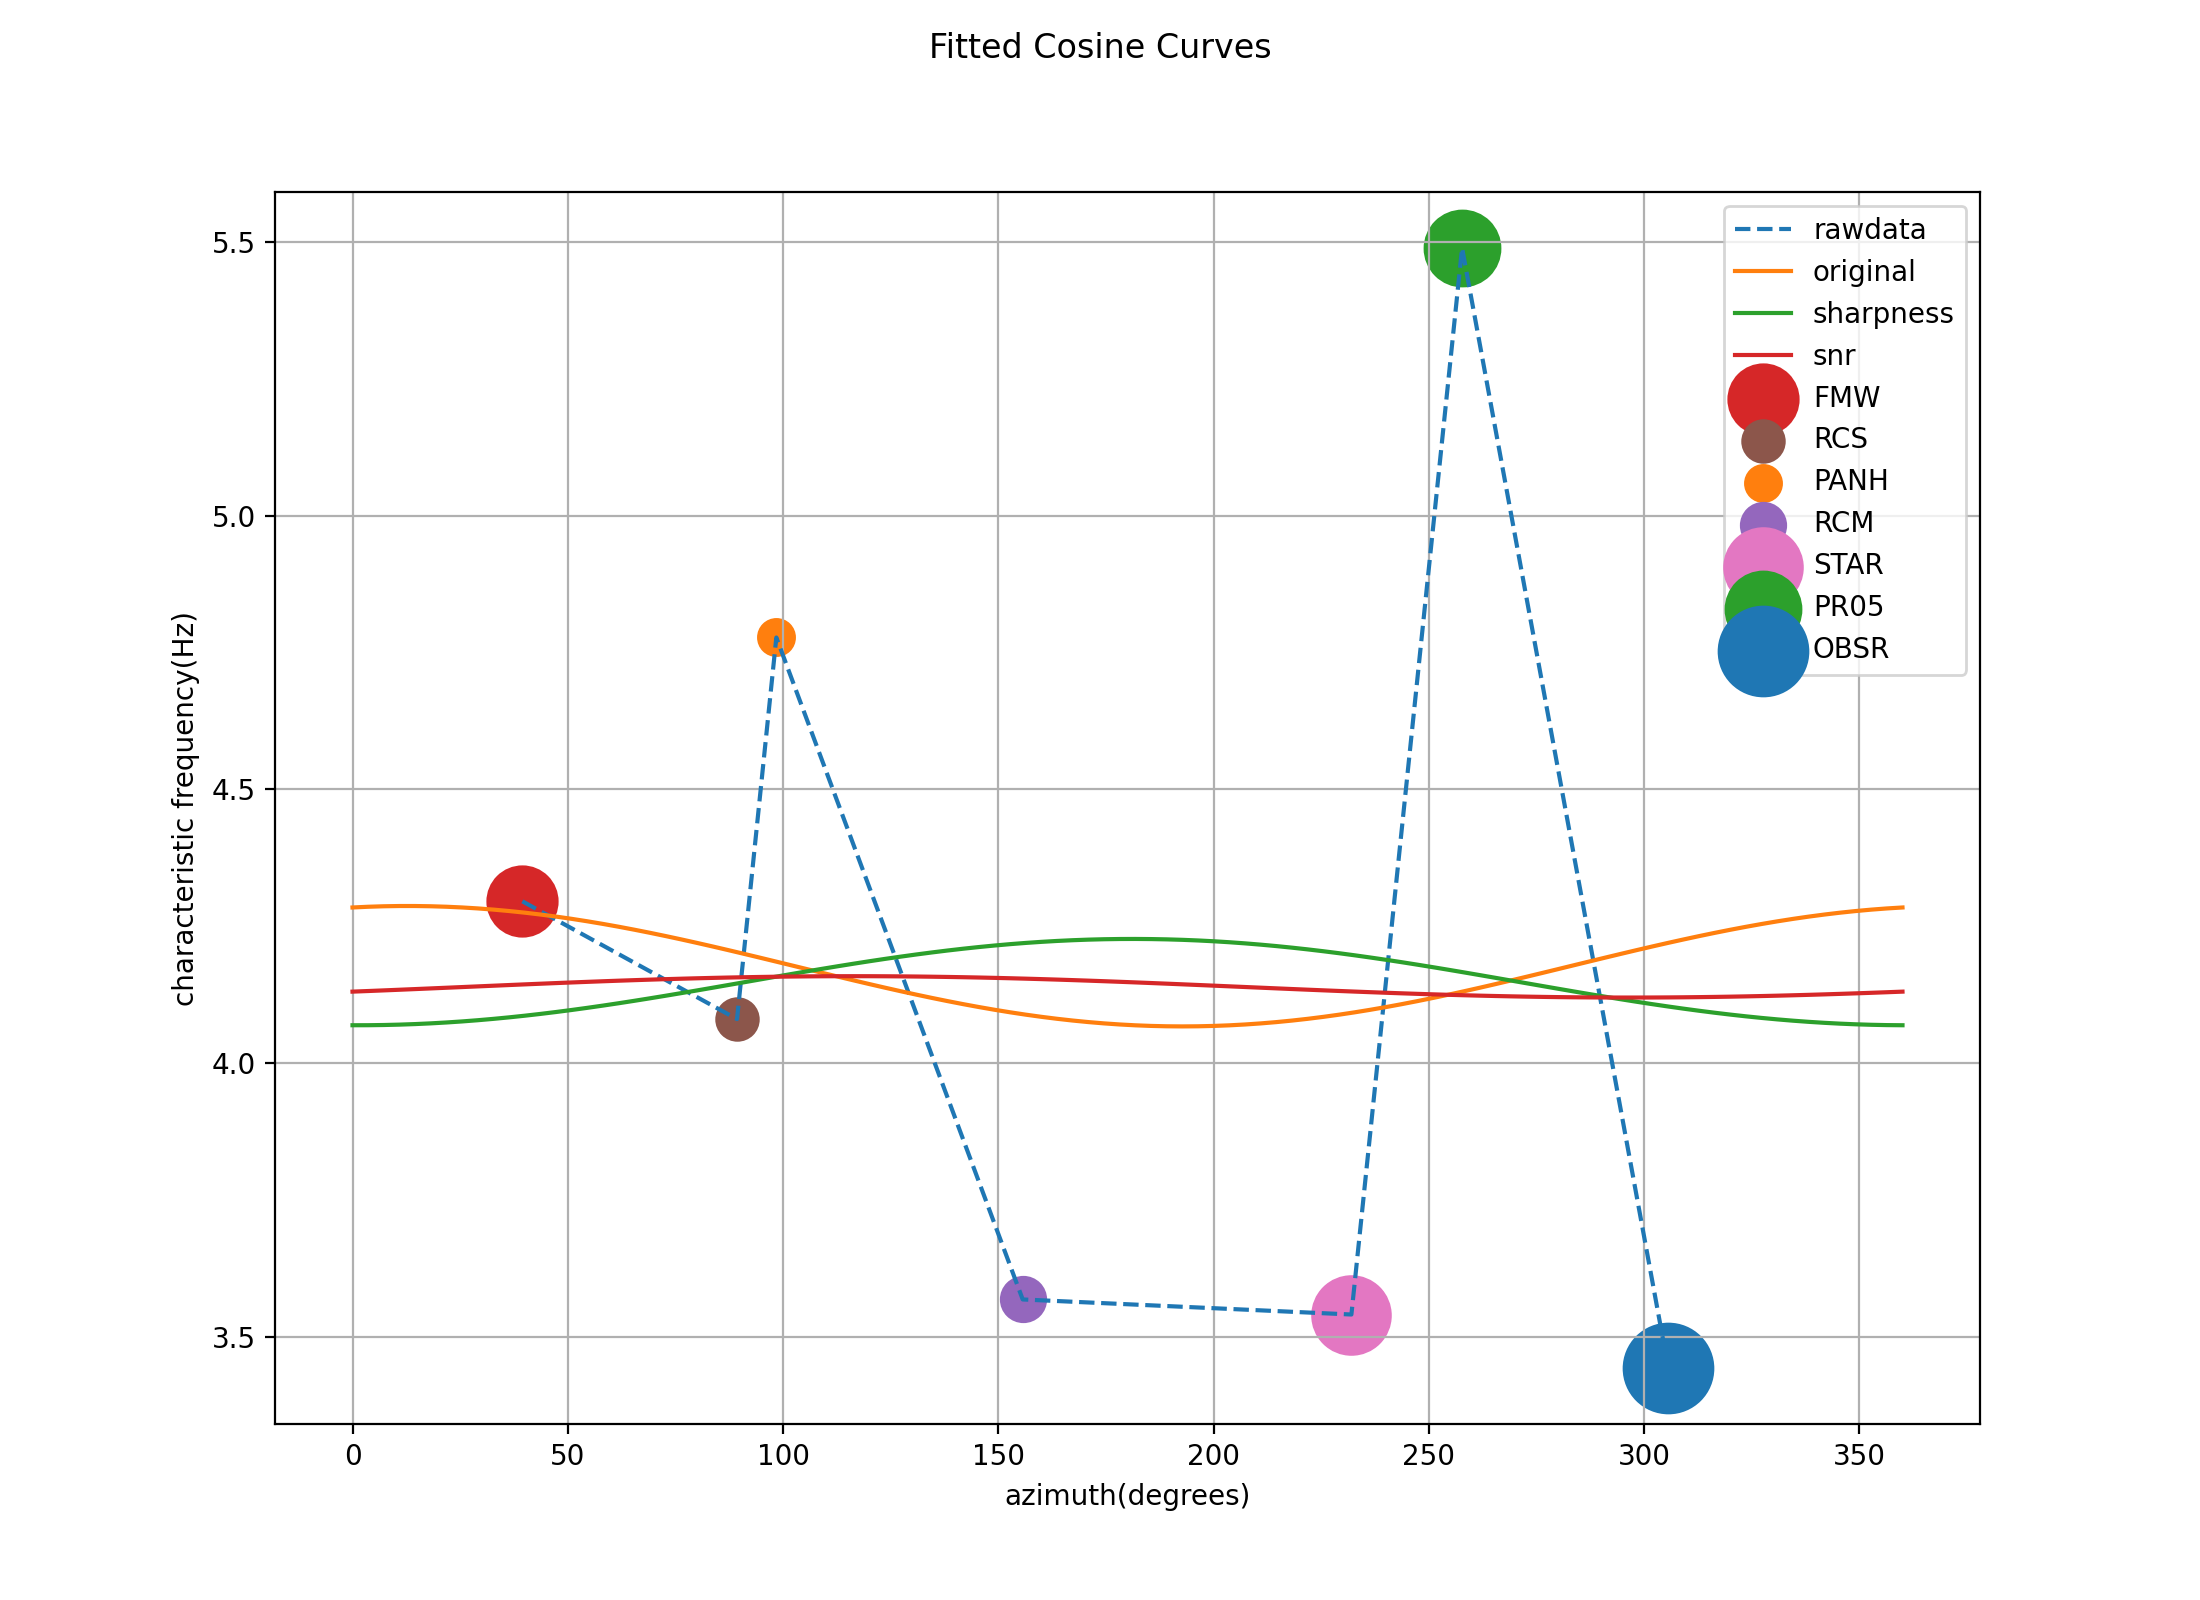 Fitted Cosine Curves
characteristic frequency(Hz)
5.5
5.0
4.5
4.0
3.5
rawdata
original
sharpness
snr
FMW
RCS
PANH
RCM
STAR
PR05
OBSR
0 50 100 150 200 250 300 350
azimuth(degrees)